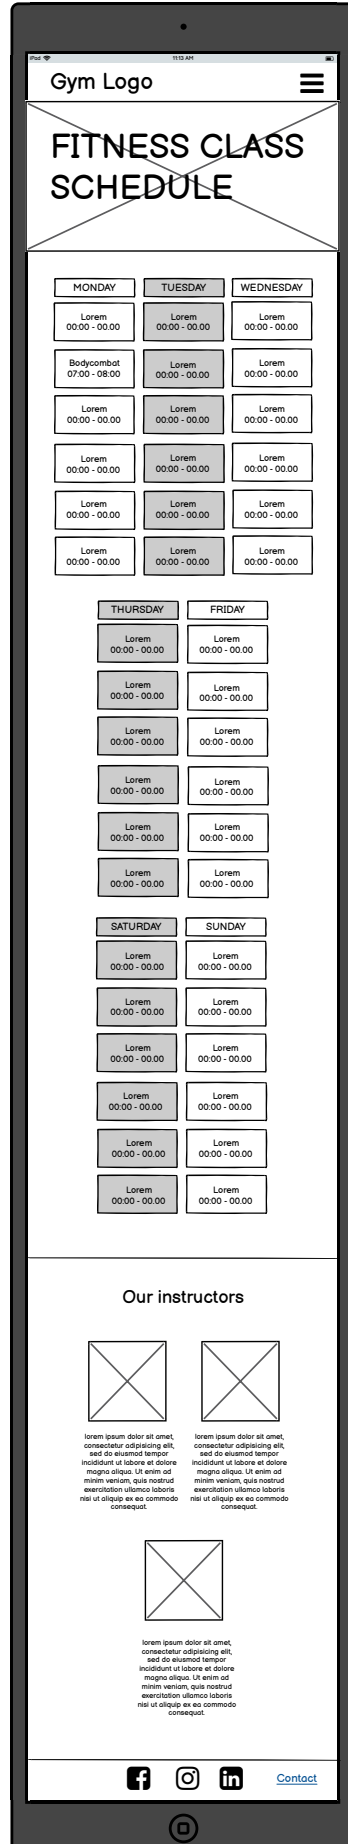 iPad 11:13 AM
Gym Logo
FITNESS CLASS
SCHEDULE
MONDAY TUESDAY WEDNESDAY
Lorem Lorem Lorem
00:00 - 00.00 00:00 - 00.00 00:00 - 00.00
Bodycombat Lorem Lorem
07:00 - 08:00 00:00 - 00.00 00:00 - 00.00
Lorem Lorem Lorem
00:00 - 00.00 00:00 - 00.00 00:00 - 00.00
Lorem Lorem Lorem
00:00 - 00.00 00:00 - 00.00 00:00 - 00.00
Lorem Lorem Lorem
00:00 - 00.00 00:00 - 00.00 00:00 - 00.00
Lorem Lorem Lorem
00:00 - 00.00 00:00 - 00.00 00:00 - 00.00
THURSDAY FRIDAY
Lorem Lorem
00:00 - 00.00 00:00 - 00.00
Lorem Lorem
00:00 - 00.00 00:00 - 00.00
Lorem Lorem
00:00 - 00.00 00:00 - 00.00
Lorem Lorem
00:00 - 00.00 00:00 - 00.00
Lorem Lorem
00:00 - 00.00 00:00 - 00.00
Lorem Lorem
00:00 - 00.00 00:00 - 00.00
SATURDAY SUNDAY
Lorem Lorem
00:00 - 00.00 00:00 - 00.00
Lorem Lorem
00:00 - 00.00 00:00 - 00.00
Lorem Lorem
00:00 - 00.00 00:00 - 00.00
Lorem Lorem
00:00 - 00.00 00:00 - 00.00
Lorem Lorem
00:00 - 00.00 00:00 - 00.00
Lorem Lorem
00:00 - 00.00 00:00 - 00.00
Our instructors
lorem ipsum dolor sit amet,
consectetur adipisicing elit,
sed do eiusmod tempor
incididunt ut labore et dolore
magna aliqua. Ut enim ad
minim veniam, quis nostrud
exercitation ullamco laboris
nisi ut aliquip ex ea commodo
consequat.
lorem ipsum dolor sit amet,
consectetur adipisicing elit,
sed do eiusmod tempor
incididunt ut labore et dolore
magna aliqua. Ut enim ad
minim veniam, quis nostrud
exercitation ullamco laboris
nisi ut aliquip ex ea commodo
consequat.
lorem ipsum dolor sit amet,
consectetur adipisicing elit,
sed do eiusmod tempor
incididunt ut labore et dolore
magna aliqua. Ut enim ad
minim veniam, quis nostrud
exercitation ullamco laboris
nisi ut aliquip ex ea commodo
consequat.
Contact